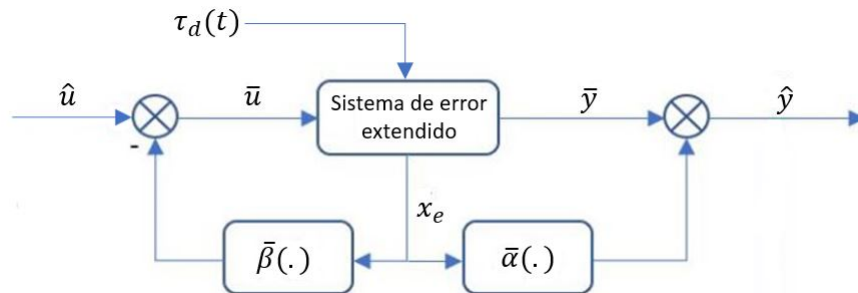 τ_d(t)
û
ū
Sistema de error
extendido
ȳ
ŷ
-
x_e
β̄(.)
ᾱ(.)